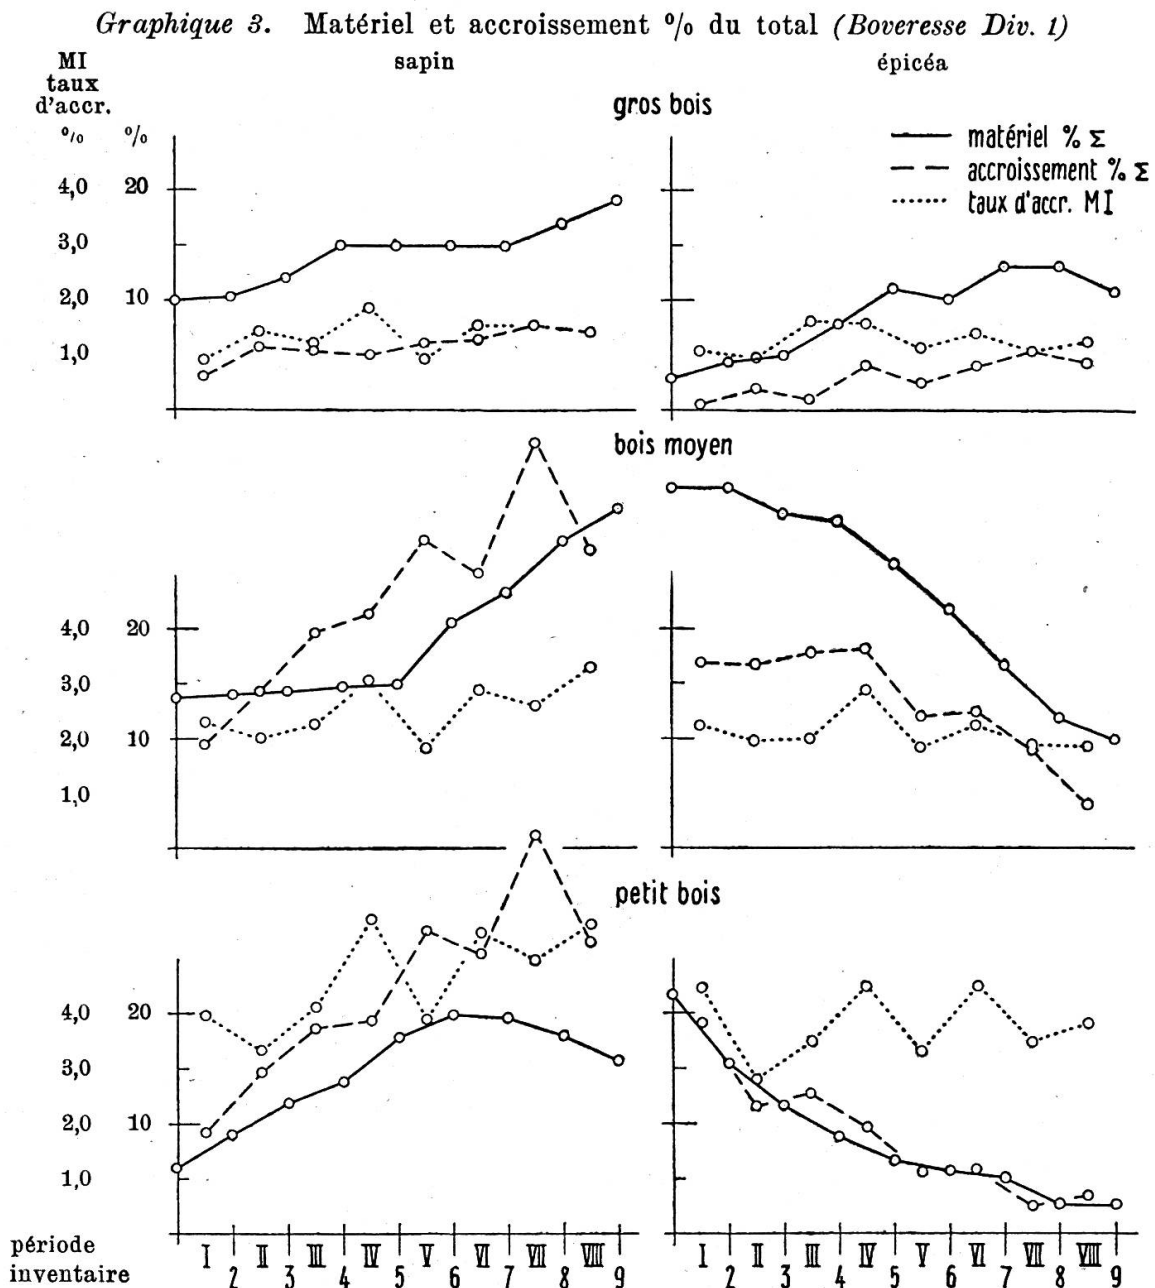 Graphique 3. Matériel et accroissement % du total (Boveresse Div. 1)
MI
taux
d'accr.
sapin
épicéa
gros bois
% %
matériel % Σ
accroissement % Σ
taux d'accr. MI
4,0 20
3,0
2,0 10
1,0
bois moyen
4,0 20
3,0
2,0 10
1,0
petit bois
4,0 20
3,0
2,0 10
1,0
période I II III IV V VI VII VIII I II III IV V VI VII VIII
inventaire 2 3 4 5 6 7 8 9 2 3 4 5 6 7 8 9